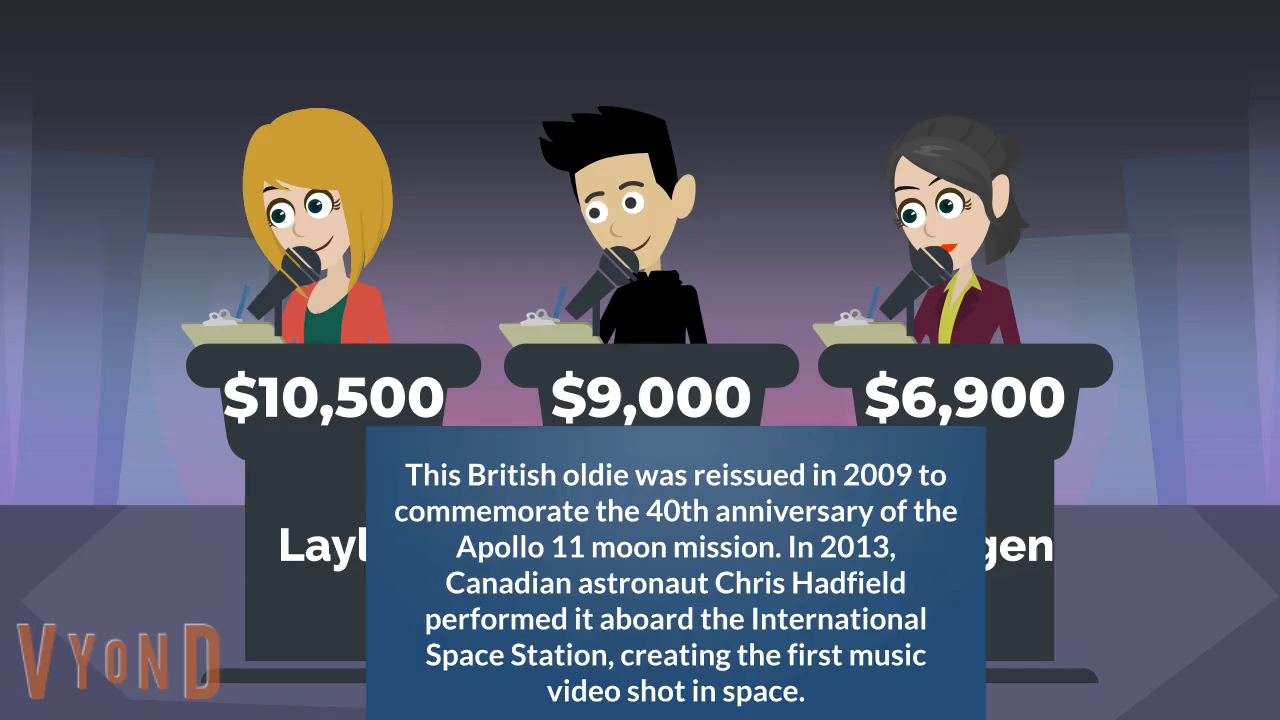 $10,500 $9,000 $6,900
This British oldie was reissued in 2009 to
commemorate the 40th anniversary of the
Apollo 11 moon mission. In 2013,
Canadian astronaut Chris Hadfield
performed it aboard the International
Space Station, creating the first music
video shot in space.
Layl
gen
VYOND